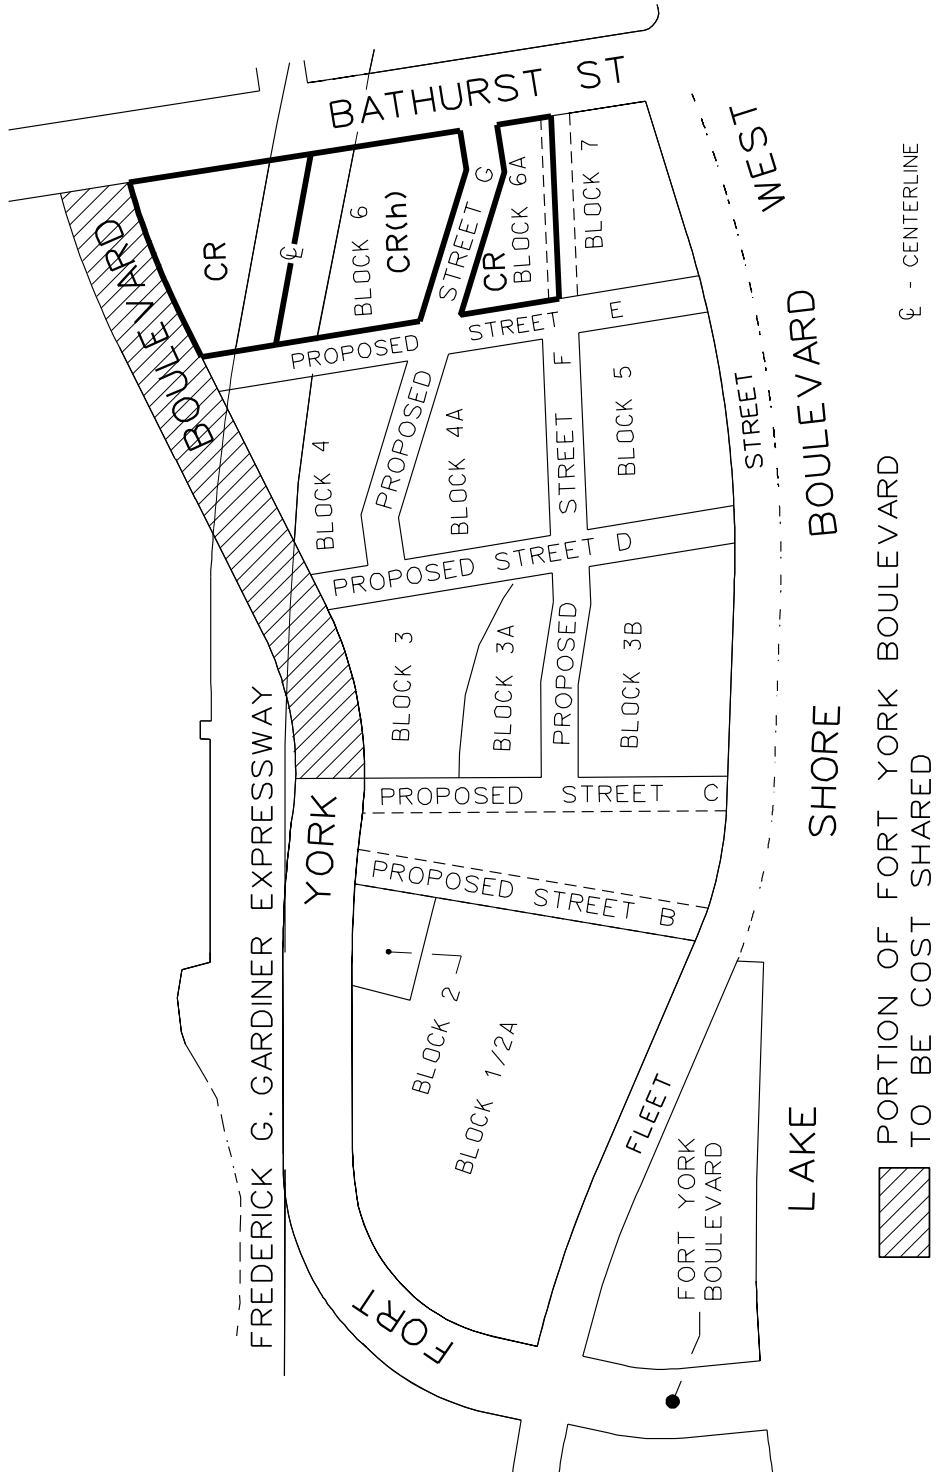 BATHURST ST
WEST
BOULEVARD
CR
℄
BLOCK 6
CR(h)
STREET G
CR
BLOCK 6A
BLOCK 7
PROPOSED STREET E
BLOCK 4
PROPOSED
BLOCK 4A
STREET F
BLOCK 5
STREET
BOULEVARD
PROPOSED STREET D
BLOCK 3
BLOCK 3A
PROPOSED
BLOCK 3B
FREDERICK G. GARDINER EXPRESSWAY
YORK
PROPOSED STREET C
SHORE
PROPOSED STREET B
BLOCK 2
BLOCK 1/2A
FLEET
LAKE
FORT YORK
BOULEVARD
FORT
℄ - CENTERLINE
PORTION OF FORT YORK BOULEVARD
TO BE COST SHARED